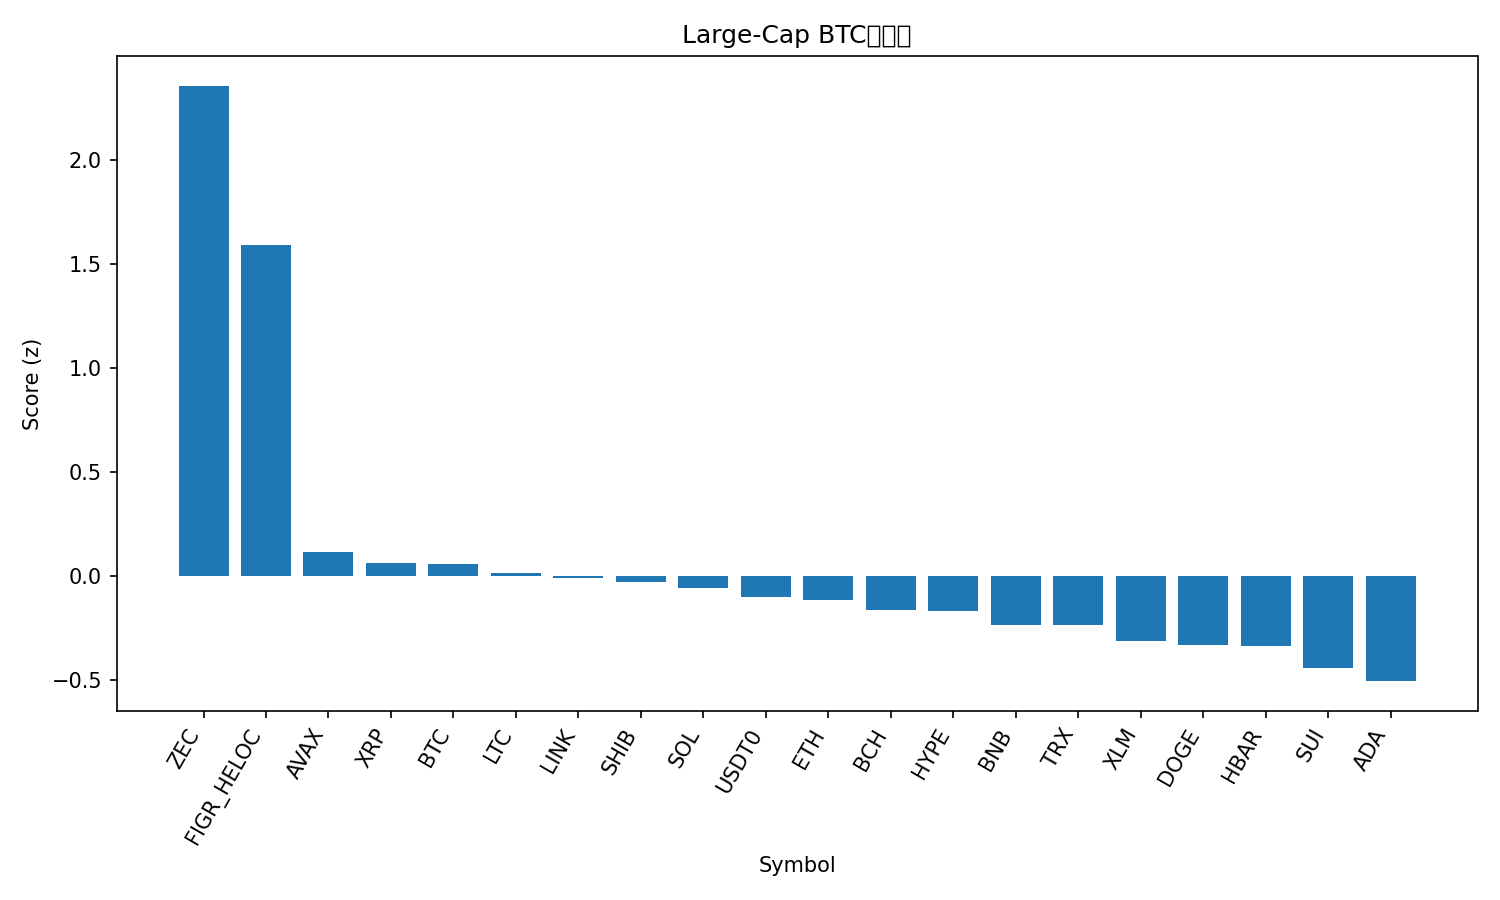 Large-Cap BTC
Score (z)
2.0
1.5
1.0
0.5
0.0
−0.5
ZEC
FIGR_HELOC
AVAX
XRP
BTC
LTC
LINK
SHIB
SOL
USDT0
ETH
BCH
HYPE
BNB
TRX
XLM
DOGE
HBAR
SUI
ADA
Symbol